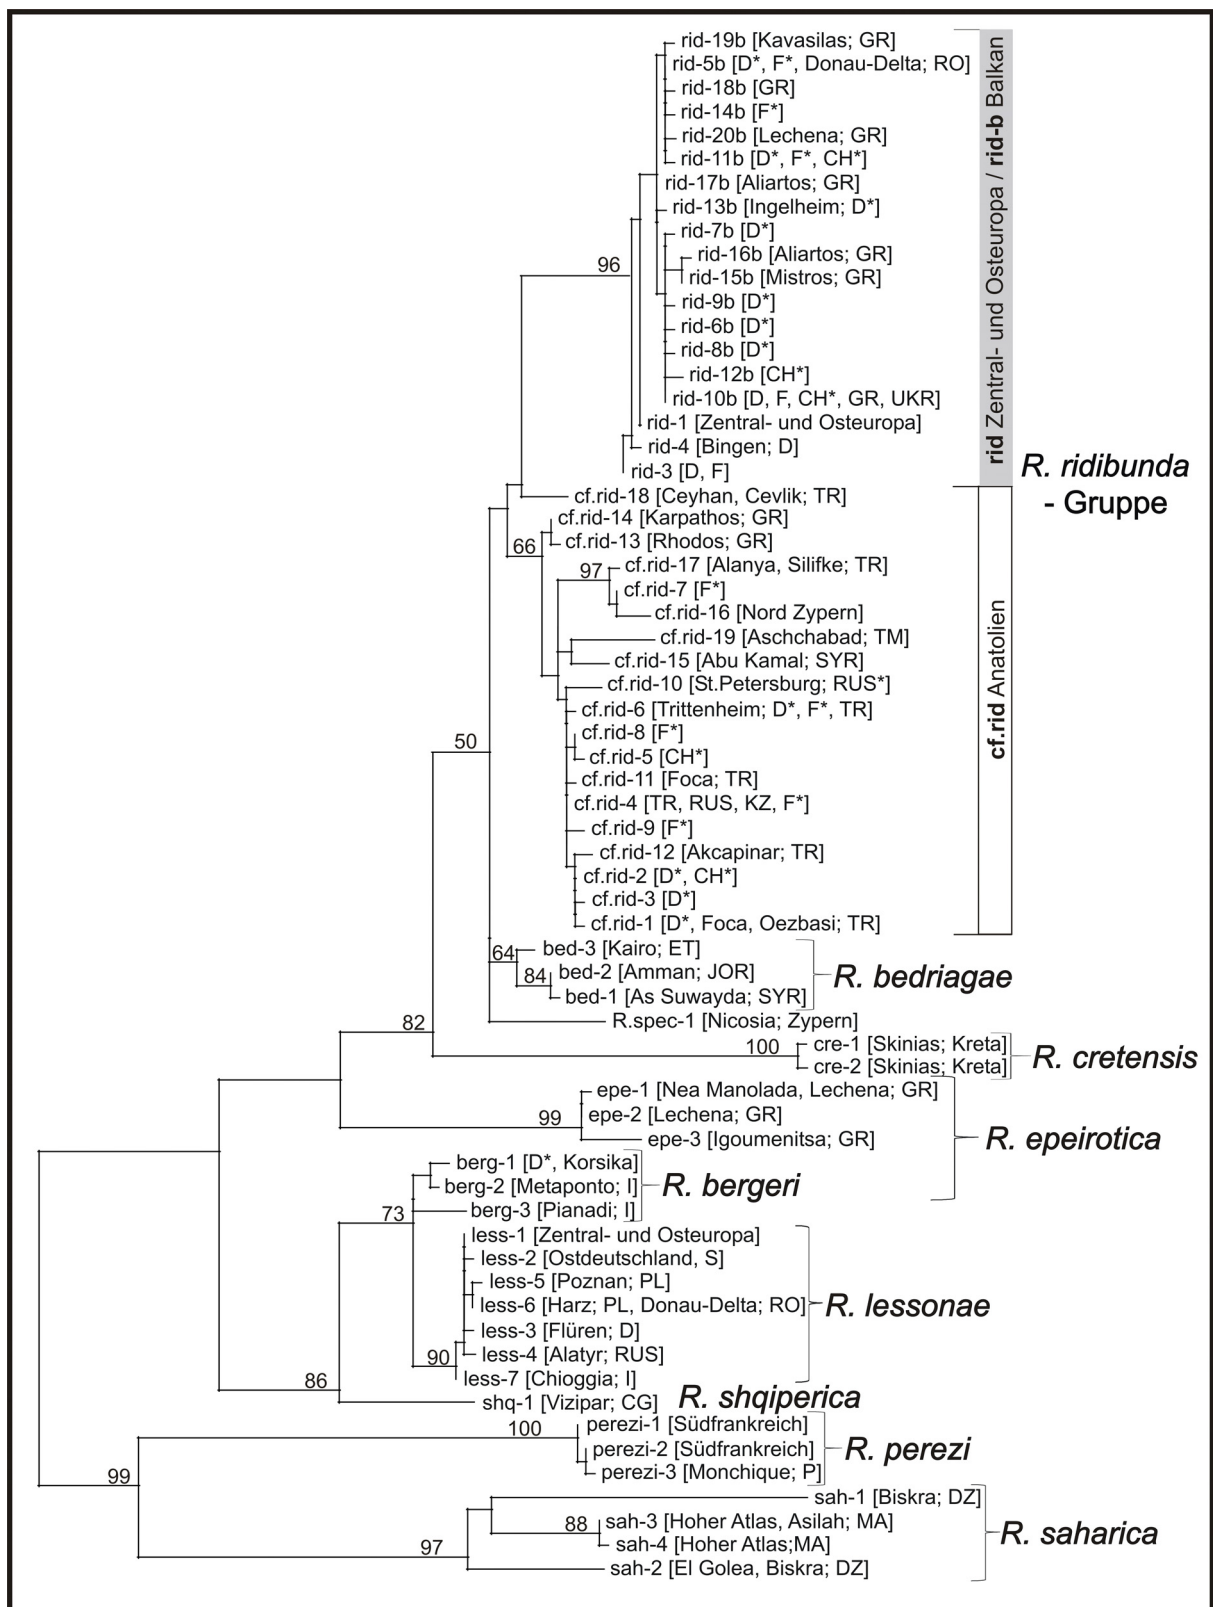 rid-19b [Kavasilas; GR]
rid-5b [D*, F*, Donau-Delta; RO]
rid-18b [GR]
rid-14b [F*]
rid-20b [Lechena; GR]
rid-11b [D*, F*, CH*]
rid-17b [Aliartos; GR]
rid-13b [Ingelheim; D*]
rid-7b [D*]
rid-16b [Aliartos; GR]
96
rid-15b [Mistros; GR]
rid-9b [D*]
rid-6b [D*]
rid-8b [D*]
rid-12b [CH*]
rid-10b [D, F, CH*, GR, UKR]
rid-1 [Zentral- und Osteuropa]
rid-4 [Bingen; D]
rid-3 [D, F]
rid Zentral- und Osteuropa / rid-b Balkan
R. ridibunda
- Gruppe
cf.rid-18 [Ceyhan, Cevlik; TR]
cf.rid-14 [Karpathos; GR]
66
cf.rid-13 [Rhodos; GR]
cf.rid-17 [Alanya, Silifke; TR]
97
cf.rid-7 [F*]
cf.rid-16 [Nord Zypern]
cf.rid-19 [Aschchabad; TM]
cf.rid-15 [Abu Kamal; SYR]
cf.rid-10 [St.Petersburg; RUS*]
cf.rid-6 [Trittenheim; D*, F*, TR]
cf.rid-8 [F*]
50
cf.rid-5 [CH*]
cf.rid-11 [Foca; TR]
cf.rid-4 [TR, RUS, KZ, F*]
cf.rid-9 [F*]
cf.rid-12 [Akcapinar; TR]
cf.rid-2 [D*, CH*]
cf.rid-3 [D*]
cf.rid-1 [D*, Foca, Oezbasi; TR]
cf.rid Anatolien
64
bed-3 [Kairo; ET]
84
bed-2 [Amman; JOR]
bed-1 [As Suwayda; SYR]
R. bedriagae
R.spec-1 [Nicosia; Zypern]
82
100
cre-1 [Skinias; Kreta]
cre-2 [Skinias; Kreta]
R. cretensis
epe-1 [Nea Manolada, Lechena; GR]
99
epe-2 [Lechena; GR]
epe-3 [Igoumenitsa; GR]
R. epeirotica
berg-1 [D*, Korsika]
berg-2 [Metaponto; I]
berg-3 [Pianadi; I]
R. bergeri
73
less-1 [Zentral- und Osteuropa]
less-2 [Ostdeutschland, S]
less-5 [Poznan; PL]
less-6 [Harz; PL, Donau-Delta; RO]
less-3 [Flüren; D]
90
less-4 [Alatyr; RUS]
less-7 [Chioggia; I]
R. lessonae
86
shq-1 [Vizipar; CG]
R. shqiperica
100
perezi-1 [Südfrankreich]
perezi-2 [Südfrankreich]
perezi-3 [Monchique; P]
R. perezi
99
sah-1 [Biskra; DZ]
88
sah-3 [Hoher Atlas, Asilah; MA]
sah-4 [Hoher Atlas;MA]
97
sah-2 [El Golea, Biskra; DZ]
R. saharica